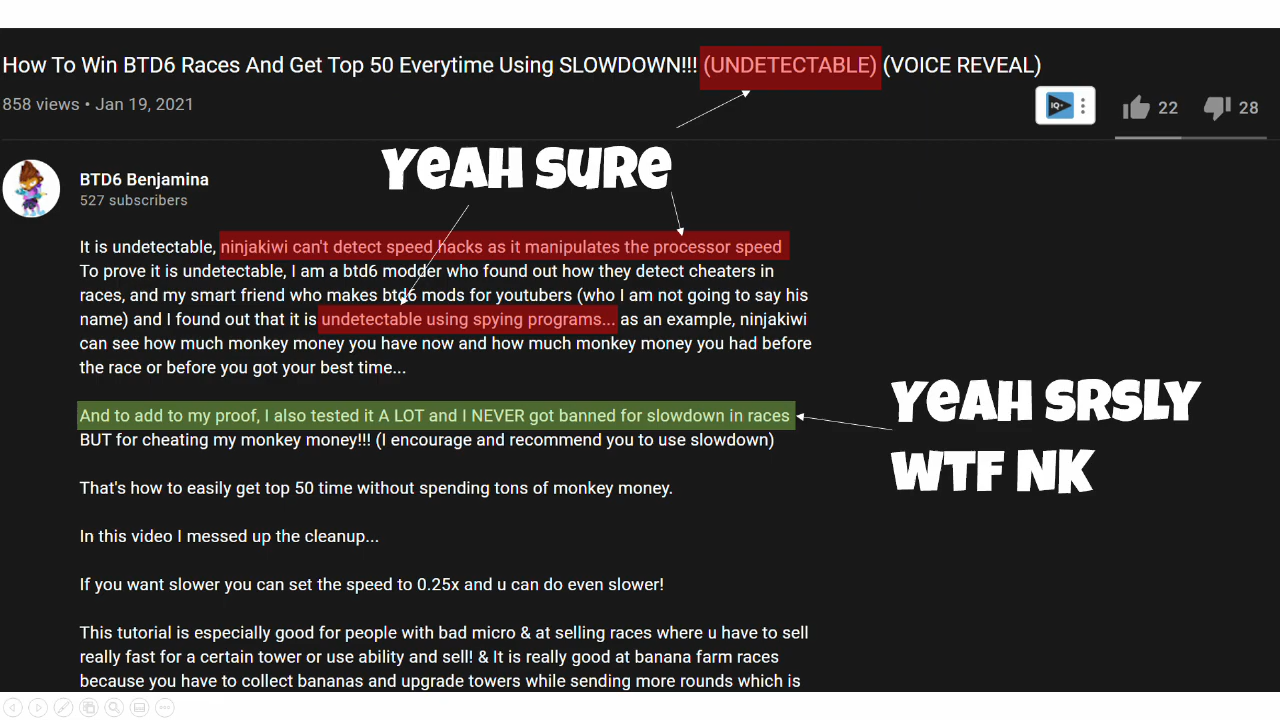 How To Win BTD6 Races And Get Top 50 Everytime Using SLOWDOWN!!! (UNDETECTABLE) (VOICE REVEAL)
858 views • Jan 19, 2021
IQ+
22
28
YEAH SURE
BTD6 Benjamina
527 subscribers
It is undetectable, ninjakiwi can't detect speed hacks as it manipulates the processor speed
To prove it is undetectable, I am a btd6 modder who found out how they detect cheaters in
races, and my smart friend who makes btd6 mods for youtubers (who I am not going to say his
name) and I found out that it is undetectable using spying programs... as an example, ninjakiwi
can see how much monkey money you have now and how much monkey money you had before
the race or before you got your best time...
And to add to my proof, I also tested it A LOT and I NEVER got banned for slowdown in races
BUT for cheating my monkey money!!! (I encourage and recommend you to use slowdown)
YEAH SRSLY
WTF NK
That's how to easily get top 50 time without spending tons of monkey money.
In this video I messed up the cleanup...
If you want slower you can set the speed to 0.25x and u can do even slower!
This tutorial is especially good for people with bad micro & at selling races where u have to sell
really fast for a certain tower or use ability and sell! & It is really good at banana farm races
because you have to collect bananas and upgrade towers while sending more rounds which is